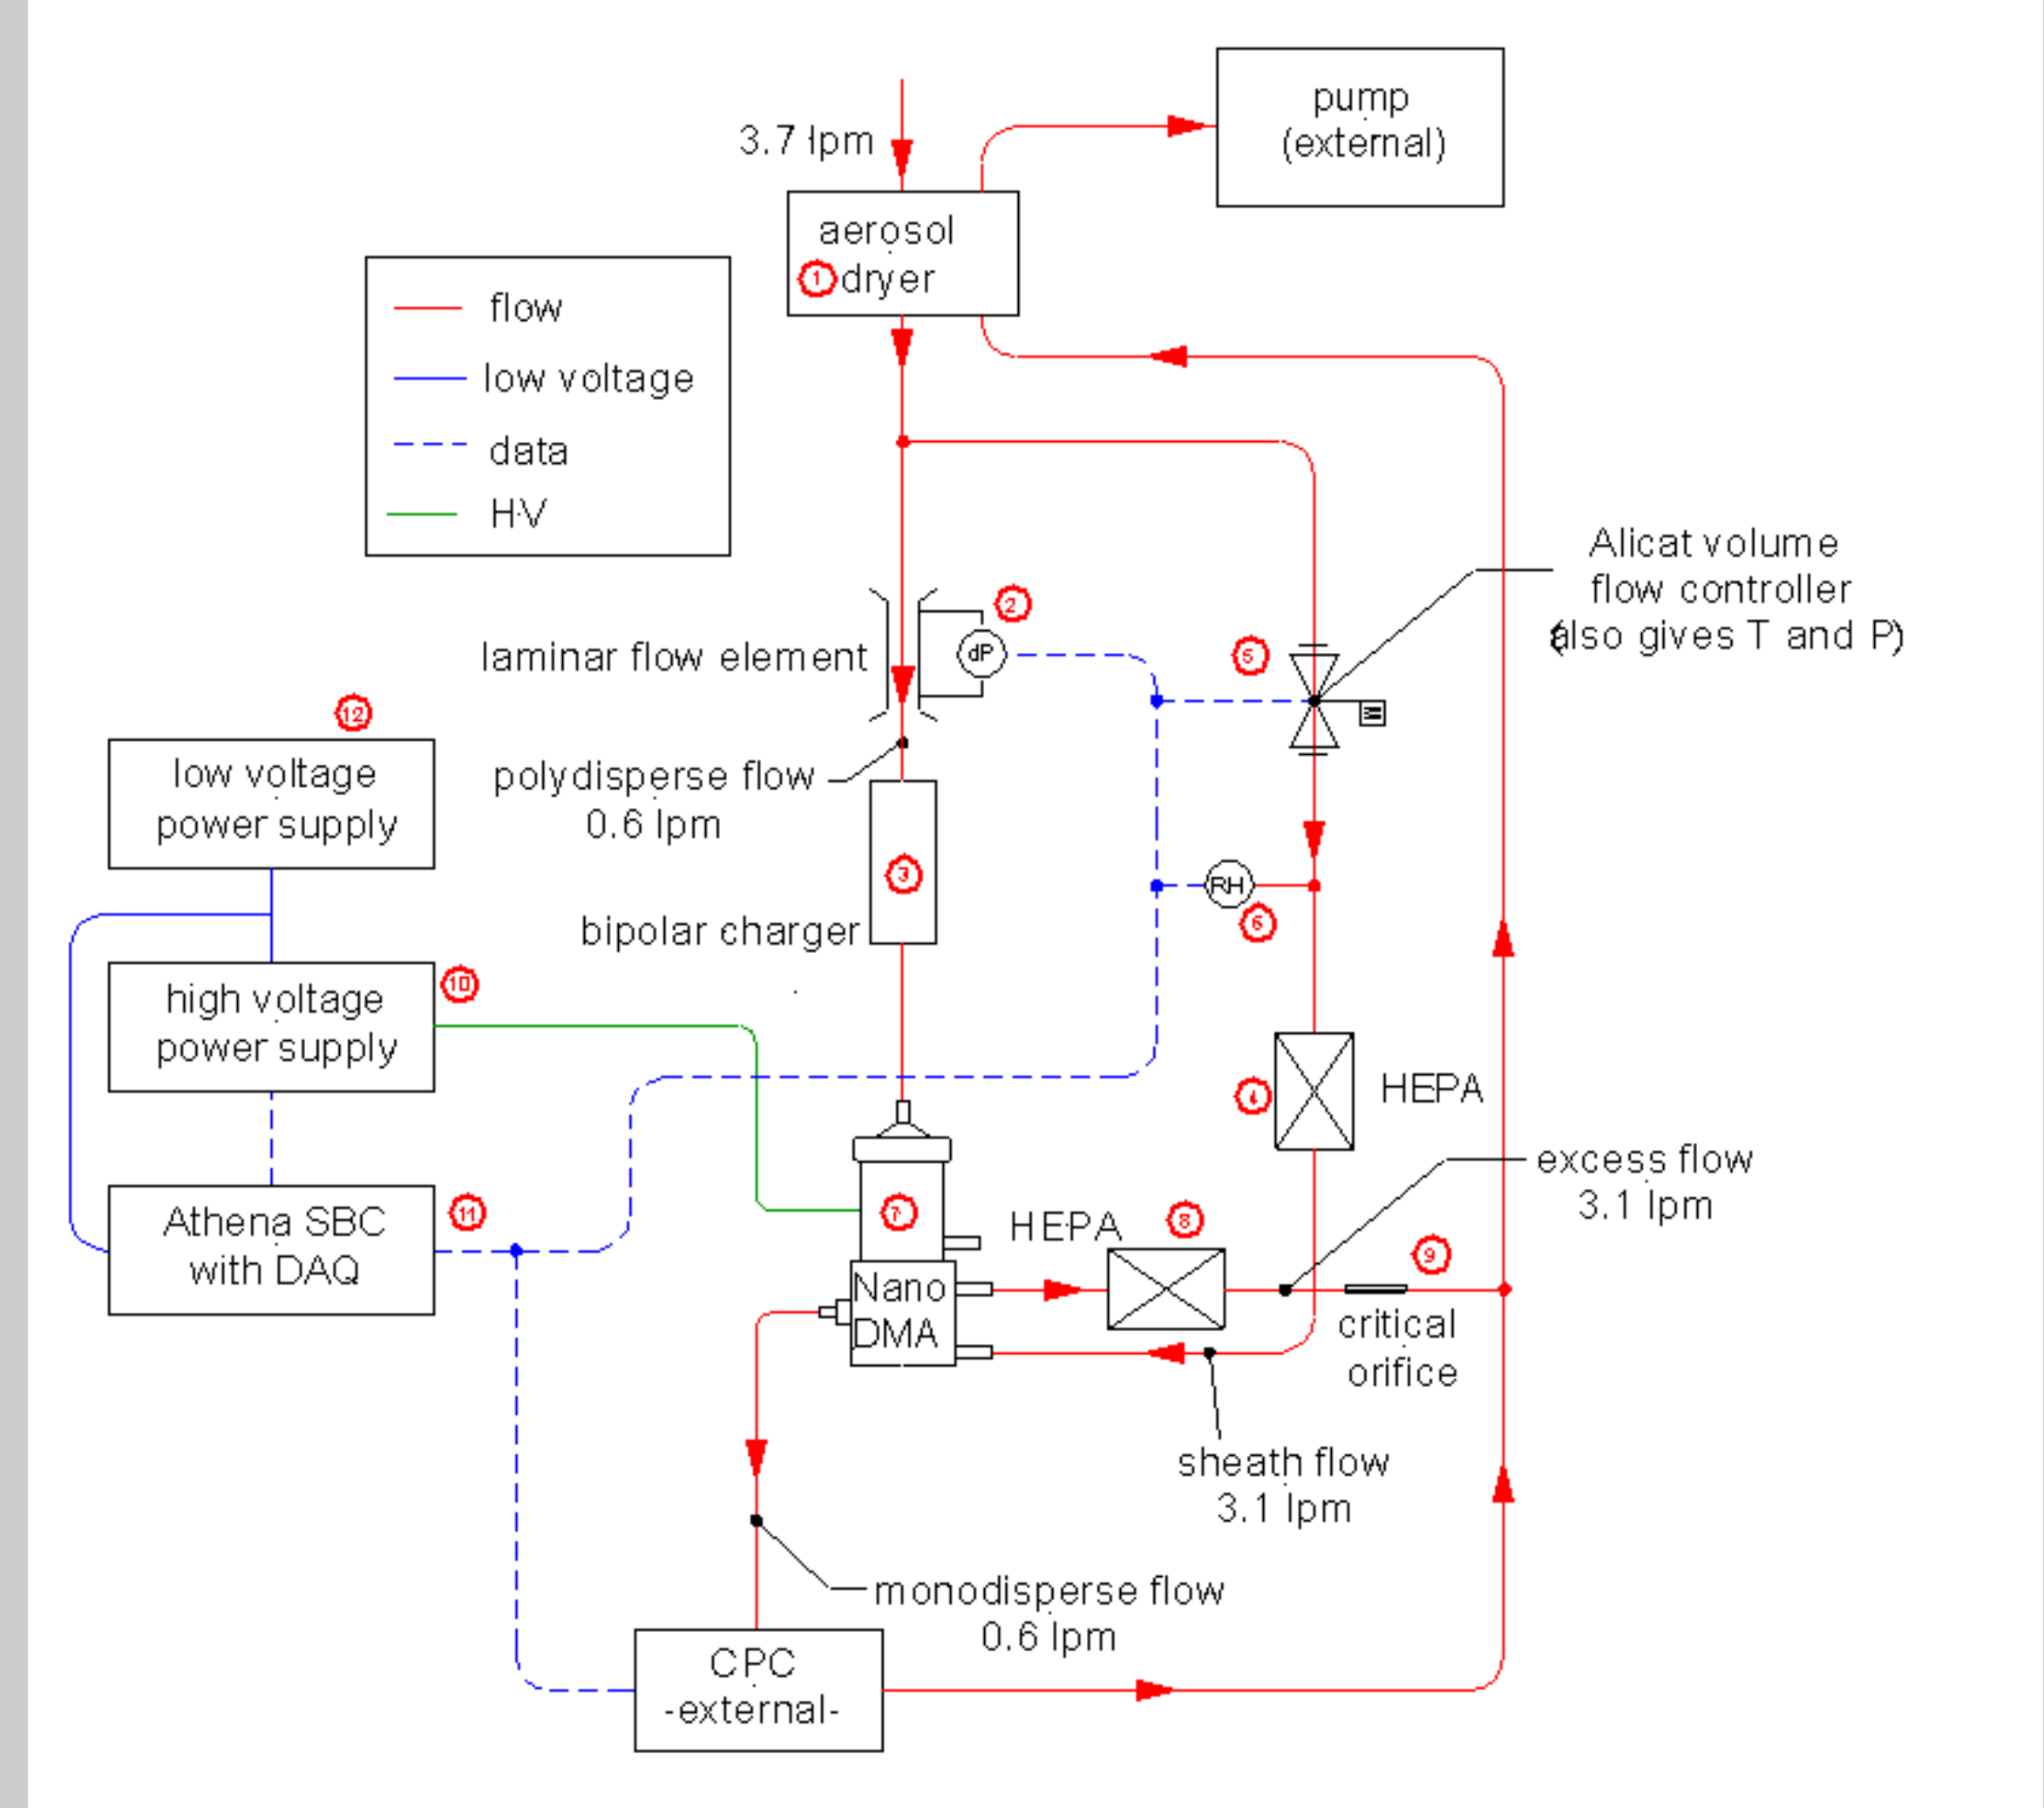 pump
(external)
3.7 lpm
aerosol
1 dryer
flow
low voltage
data
HV
Alicat volume
flow controller
(also gives T and P)
2
dP
laminar flow element
5
12
low voltage
power supply
polydisperse flow
0.6 lpm
3
RH
6
bipolar charger
10
high voltage
power supply
4
HEPA
excess flow
3.1 lpm
11
Athena SBC
with DAQ
7
HEPA
8
9
Nano
DMA
critical
orifice
sheath flow
3.1 lpm
monodisperse flow
0.6 lpm
CPC
-external-